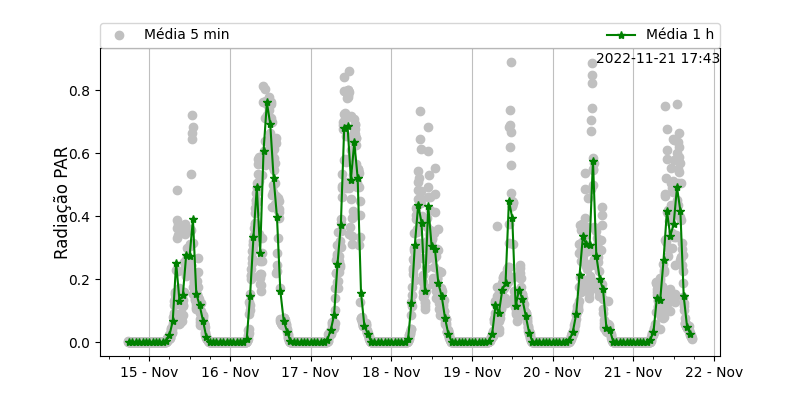 Média 5 min
Média 1 h
2022-11-21 17:43
Radiação PAR
0.8
0.6
0.4
0.2
0.0
15 - Nov
16 - Nov
17 - Nov
18 - Nov
19 - Nov
20 - Nov
21 - Nov
22 - Nov